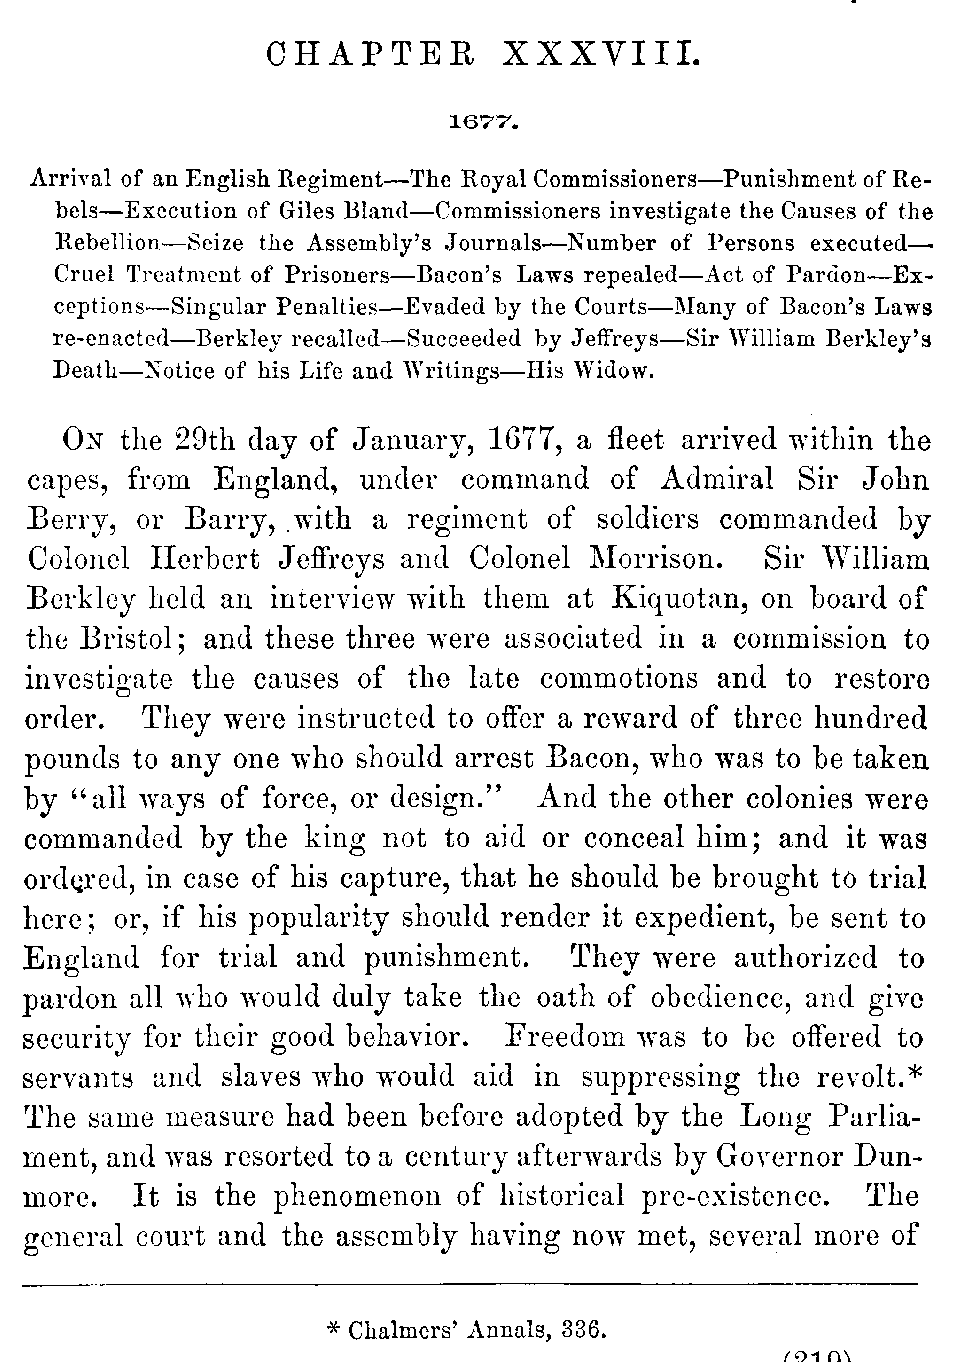 CHAPTER XXXVIII.
1677.
Arrival of an English Regiment—The Royal Commissioners—Punishment of Re-
bels—Execution of Giles Bland—Commissioners investigate the Causes of the
Rebellion—Seize the Assembly's Journals—Number of Persons executed—
Cruel Treatment of Prisoners—Bacon's Laws repealed—Act of Pardon—Ex-
ceptions—Singular Penalties—Evaded by the Courts—Many of Bacon's Laws
re-enacted—Berkley recalled—Succeeded by Jeffreys—Sir William Berkley's
Death—Notice of his Life and Writings—His Widow.
On the 29th day of January, 1677, a fleet arrived within the
capes, from England, under command of Admiral Sir John
Berry, or Barry, with a regiment of soldiers commanded by
Colonel Herbert Jeffreys and Colonel Morrison. Sir William
Berkley held an interview with them at Kiquotan, on board of
the Bristol; and these three were associated in a commission to
investigate the causes of the late commotions and to restore
order. They were instructed to offer a reward of three hundred
pounds to any one who should arrest Bacon, who was to be taken
by "all ways of force, or design." And the other colonies were
commanded by the king not to aid or conceal him; and it was
ordered, in case of his capture, that he should be brought to trial
here; or, if his popularity should render it expedient, be sent to
England for trial and punishment. They were authorized to
pardon all who would duly take the oath of obedience, and give
security for their good behavior. Freedom was to be offered to
servants and slaves who would aid in suppressing the revolt.*
The same measure had been before adopted by the Long Parlia-
ment, and was resorted to a century afterwards by Governor Dun-
more. It is the phenomenon of historical pre-existence. The
general court and the assembly having now met, several more of
* Chalmers' Annals, 336.
(219)